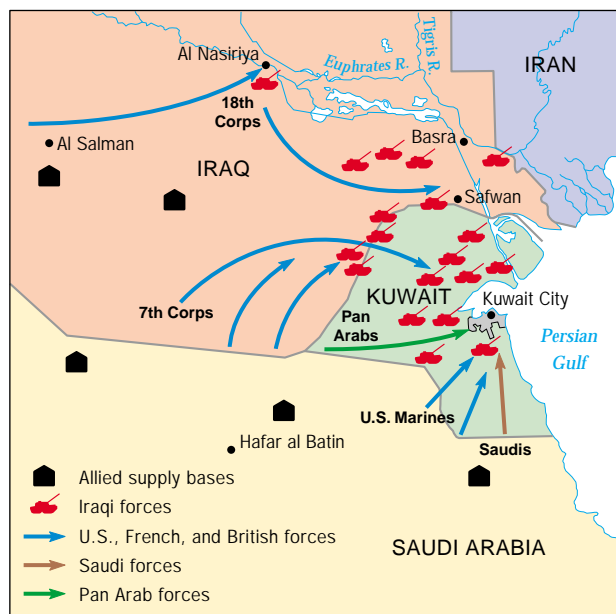 Al Nasiriya
Euphrates R.
Tigris R.
IRAN
18th
Corps
Basra
Al Salman
IRAQ
Safwan
7th Corps
KUWAIT
Kuwait City
Pan
Arabs
Persian
Gulf
U.S. Marines
Saudis
Hafar al Batin
Allied supply bases
Iraqi forces
U.S., French, and British forces
SAUDI ARABIA
Saudi forces
Pan Arab forces